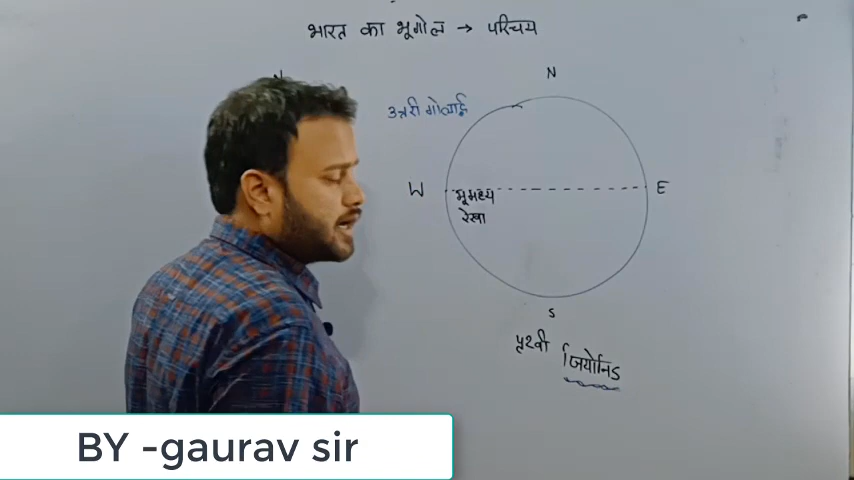 भारत का भूगोल → परिचय
N
उत्तरी गोलार्द्ध
W
E
भूमध्य
रेखा
S
पृथ्वी
जियोनिड
BY -gaurav sir